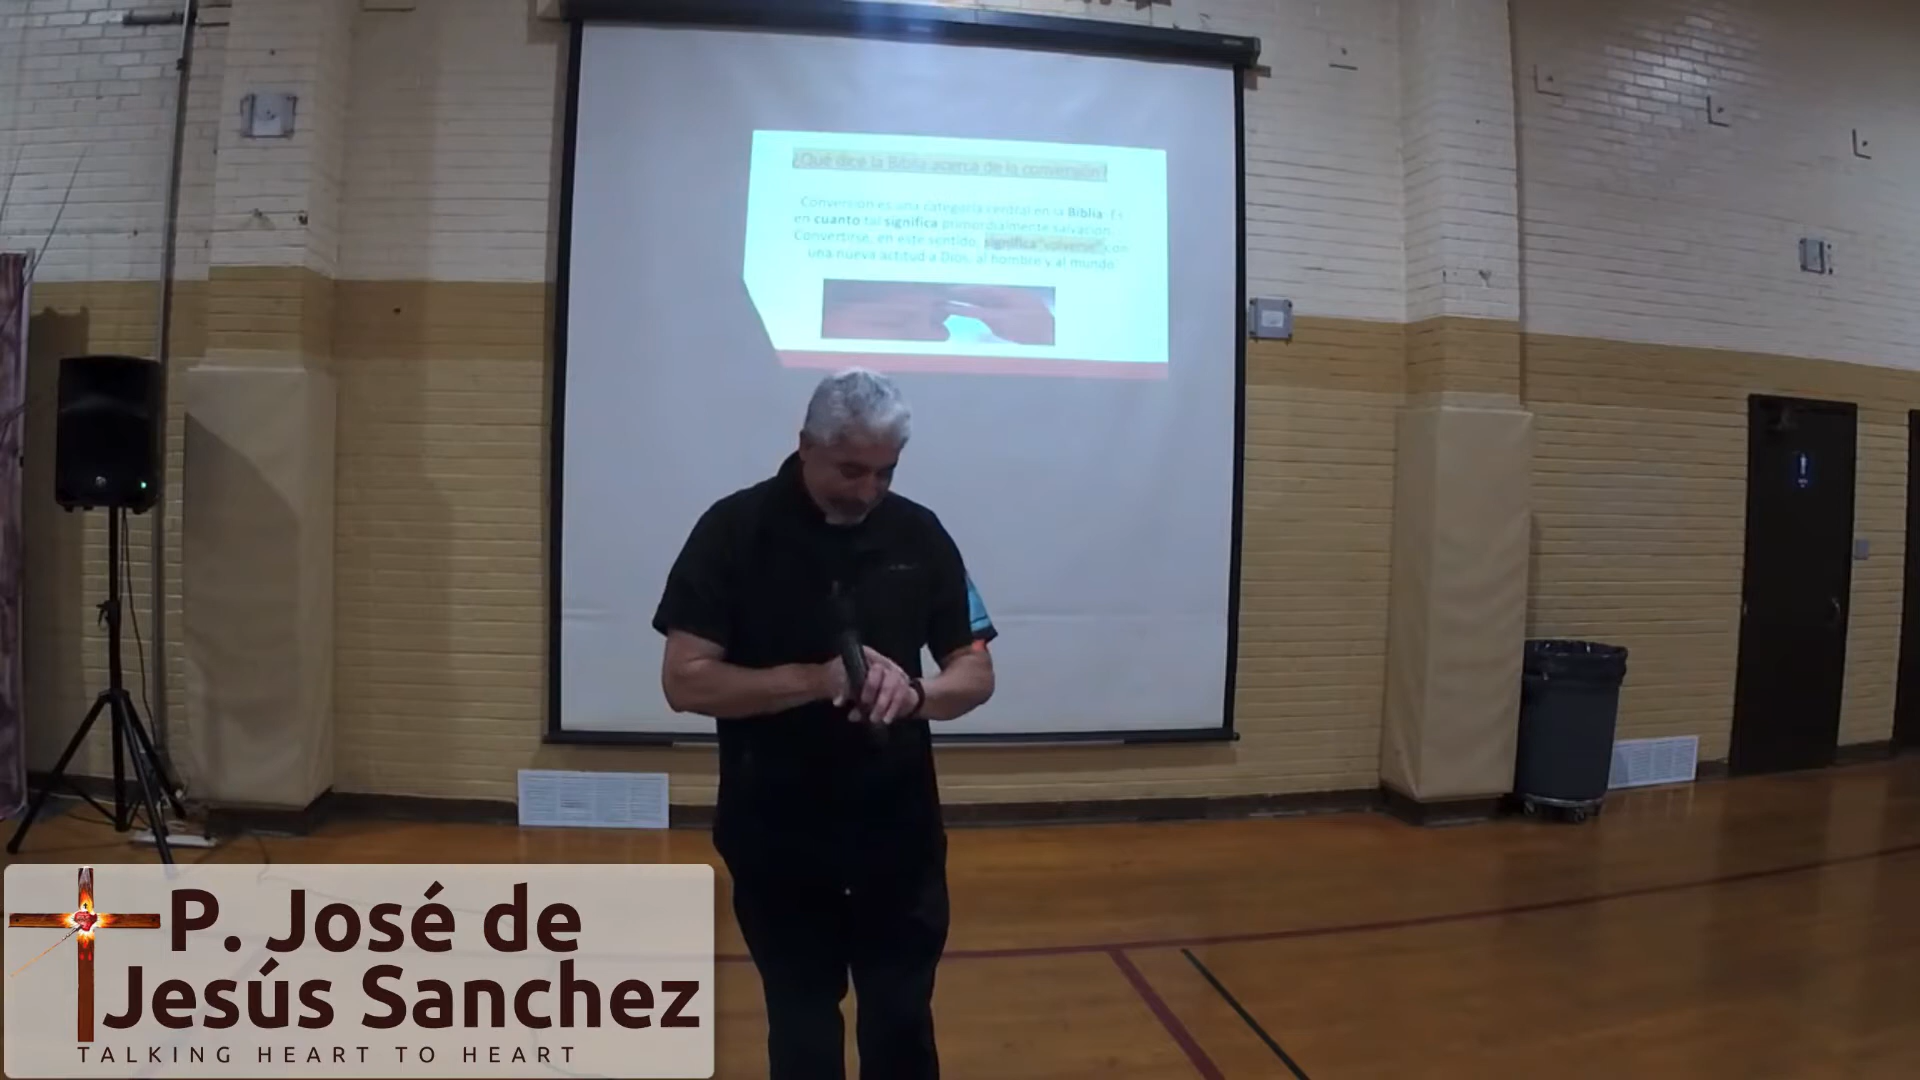 ¿Qué dice la Biblia acerca de la conversión?
Conversión es una categoría central en la Biblia. Es
en cuanto tal significa primordialmente salvación.
Convertirse, en este sentido, significa "volverse" con
una nueva actitud a Dios, al hombre y al mundo
P. José de
Jesús Sanchez
TALKING HEART TO HEART